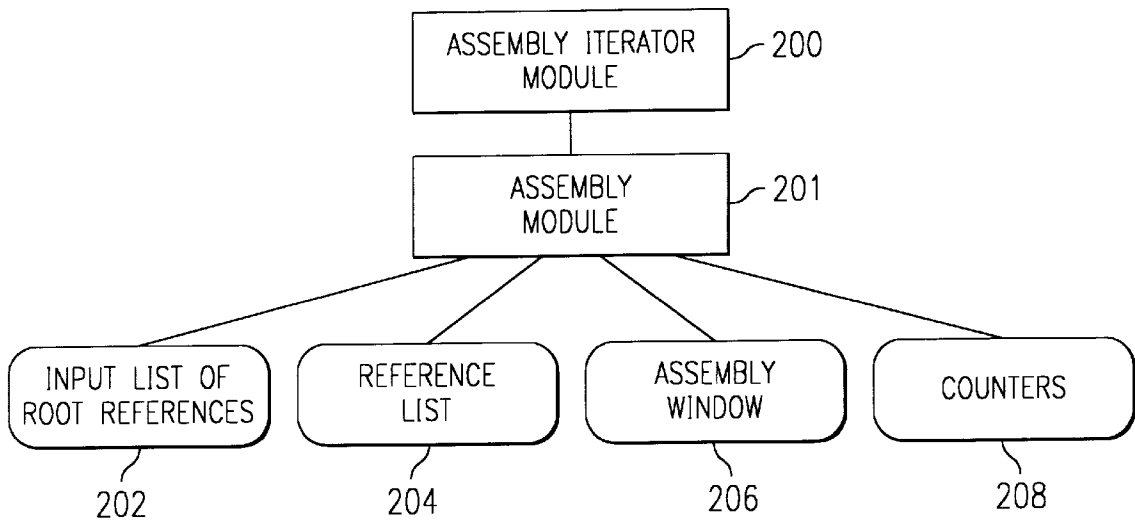 ASSEMBLY ITERATOR
MODULE
200
ASSEMBLY
MODULE
201
INPUT LIST OF
ROOT REFERENCES
REFERENCE
LIST
ASSEMBLY
WINDOW
COUNTERS
202
204
206
208